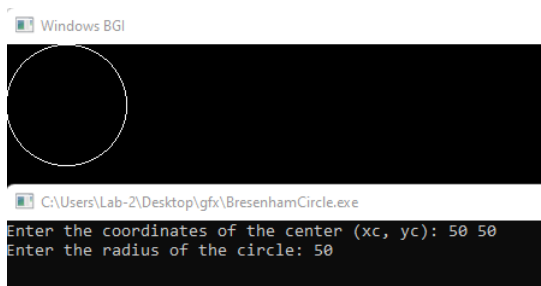 Windows BGI
C:\Users\Lab-2\Desktop\gfx\BresenhamCircle.exe
Enter the coordinates of the center (xc, yc): 50 50
Enter the radius of the circle: 50